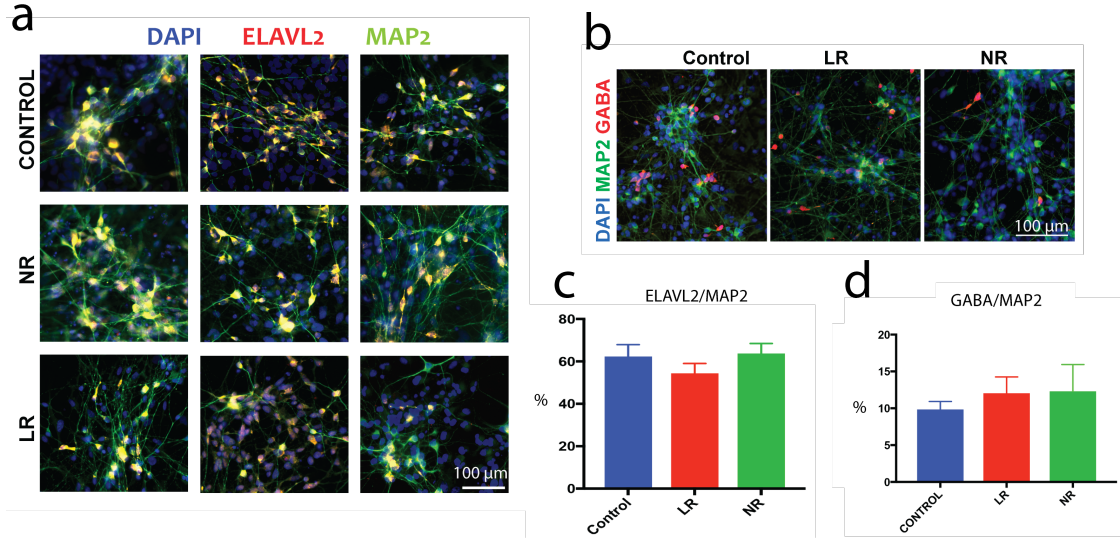 a
DAPI ELAVL2 MAP2
CONTROL
NR
LR
100 µm
b
Control LR NR
DAPI MAP2 GABA
100 µm
c
ELAVL2/MAP2
80
60
40
20
0
%
Control LR NR
d
GABA/MAP2
20
15
10
5
0
%
CONTROL LR NR